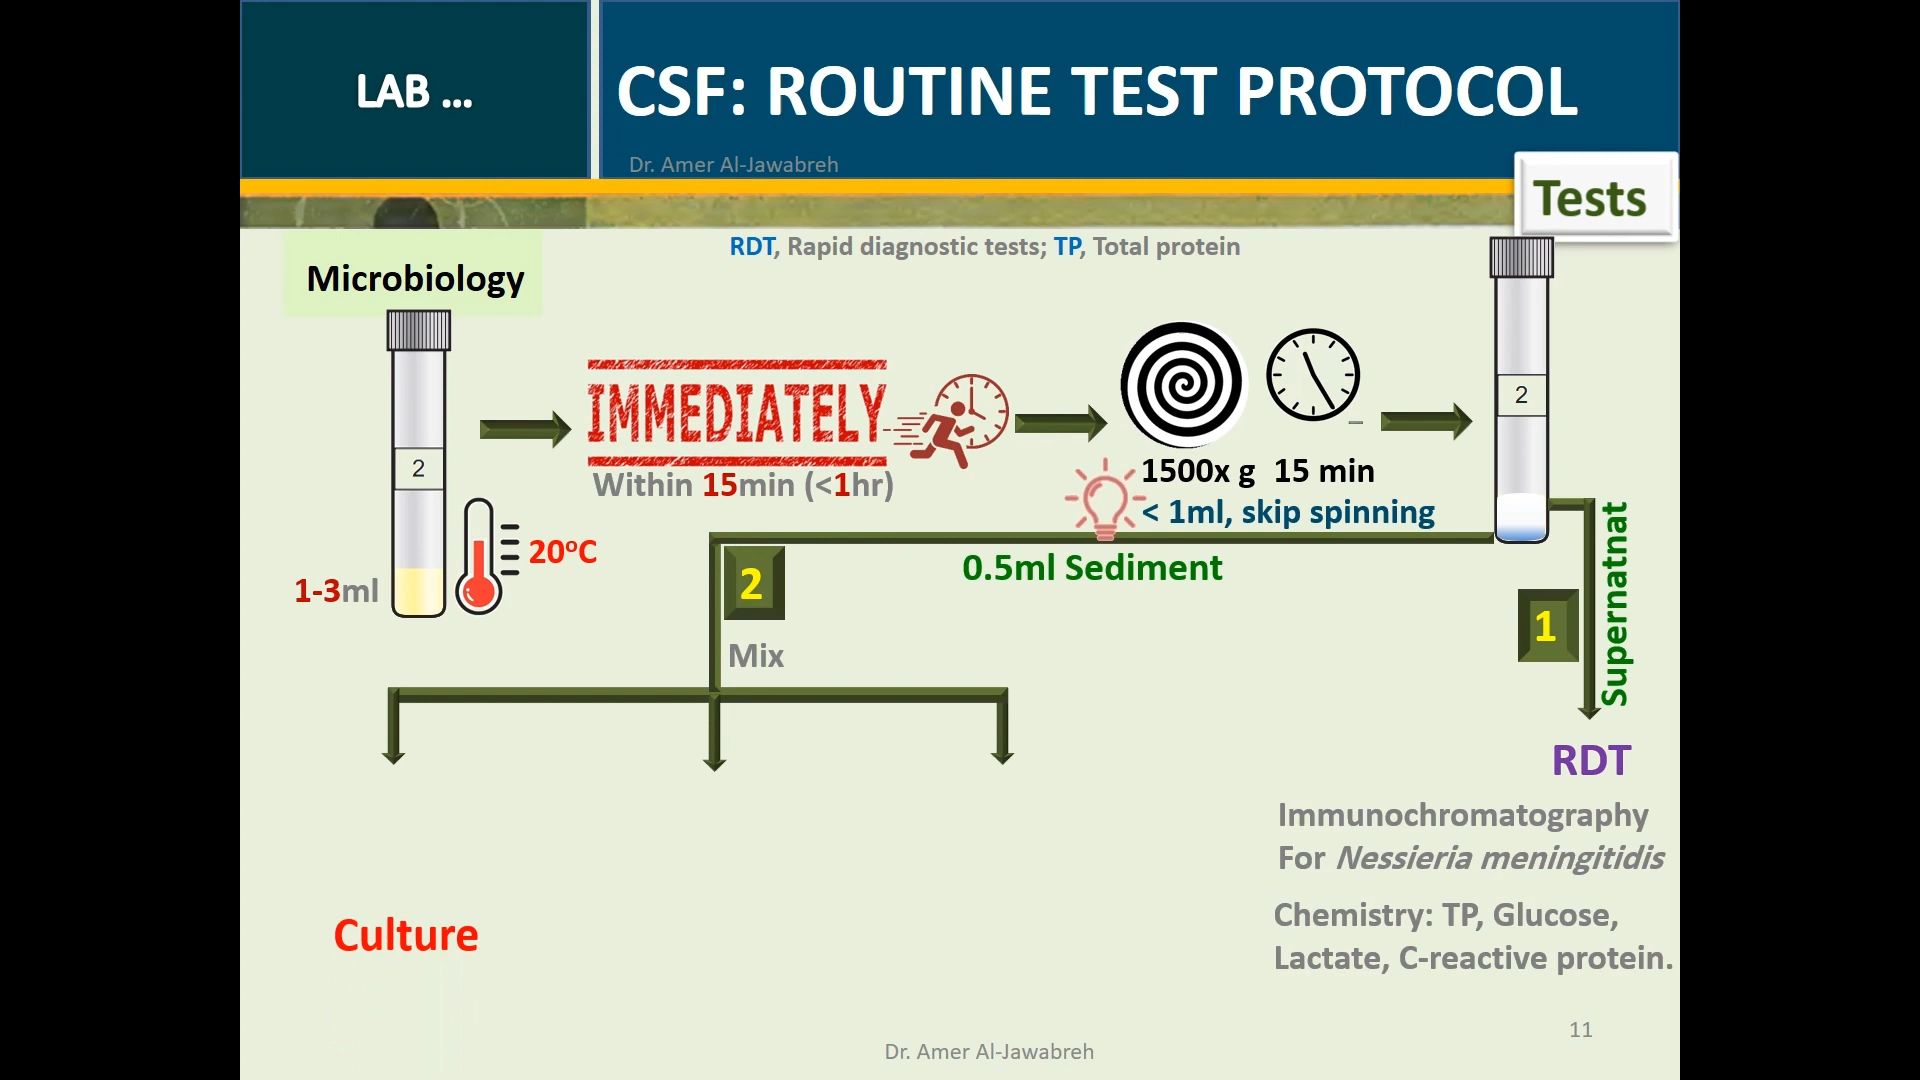 LAB ...
CSF: ROUTINE TEST PROTOCOL
Dr. Amer Al-Jawabreh
Tests
RDT, Rapid diagnostic tests; TP, Total protein
Microbiology
2
1-3ml
20°C
IMMEDIATELY
Within 15min (<1hr)
1500x g 15 min
< 1ml, skip spinning
2
0.5ml Sediment
2
Mix
1
Supernatnat
RDT
Immunochromatography
For Nessieria meningitidis
Chemistry: TP, Glucose,
Lactate, C-reactive protein.
Culture
11
Dr. Amer Al-Jawabreh